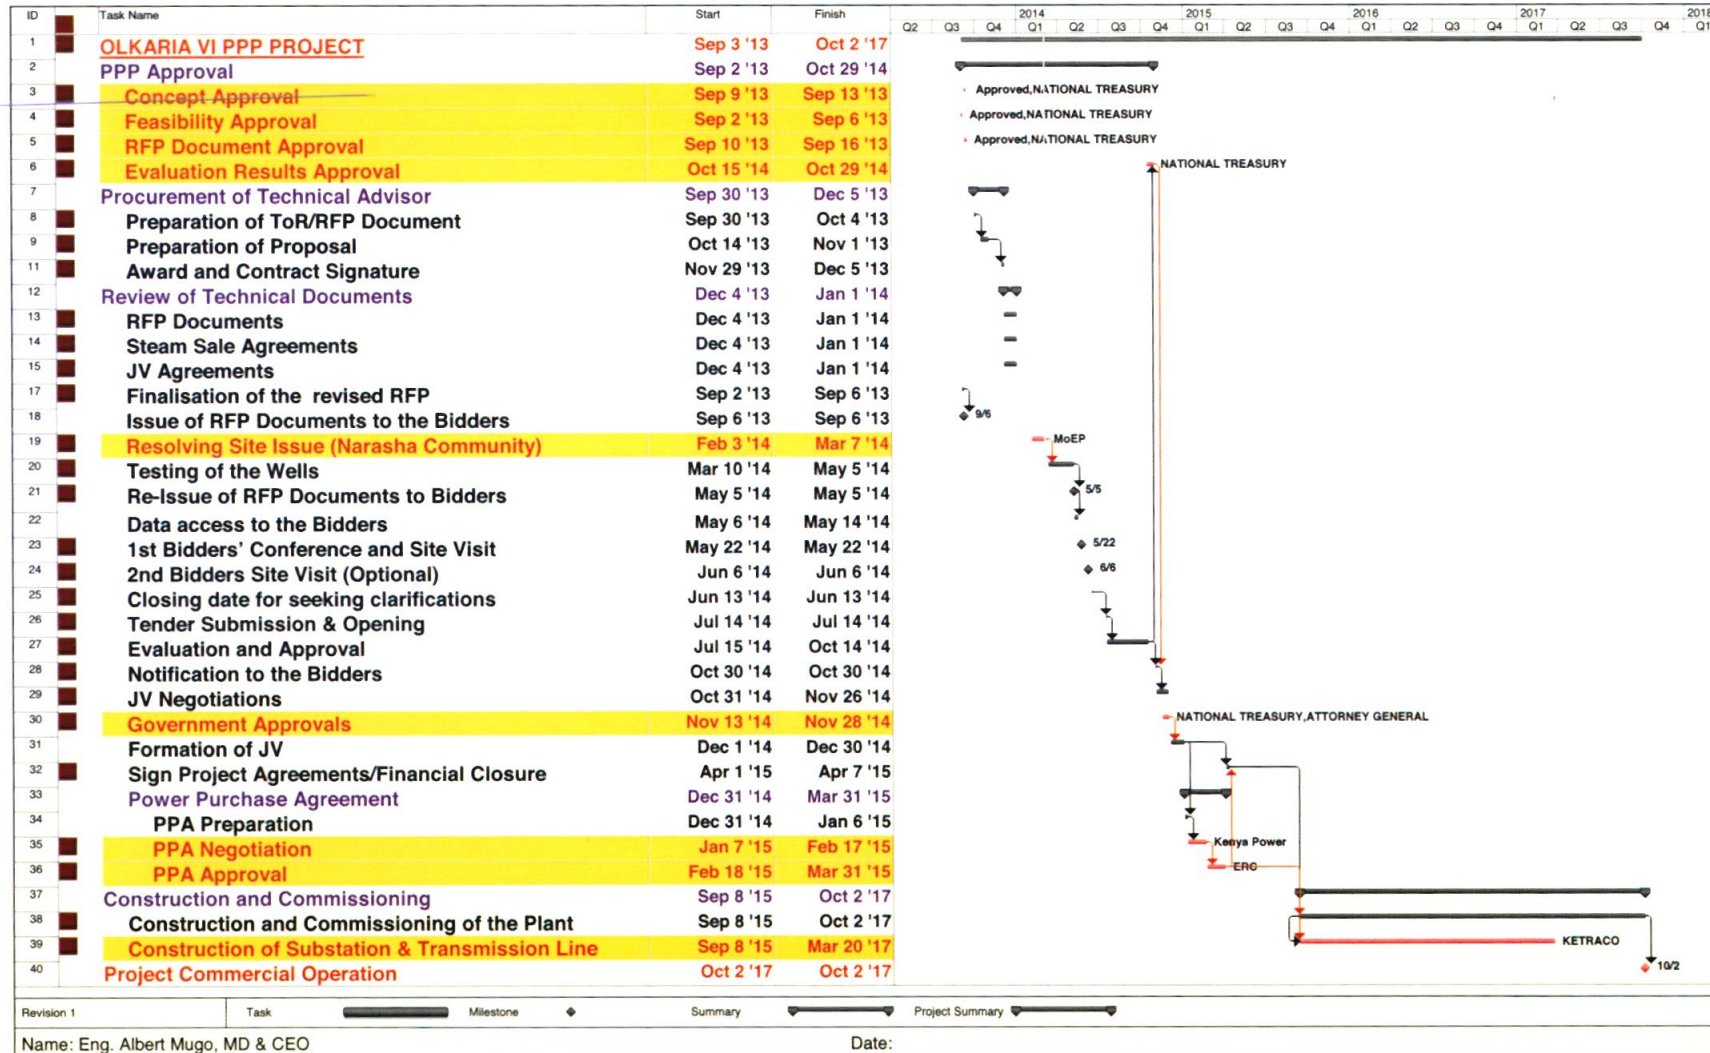 ID Task Name Start Finish 2014 2015 2016 2017 2018
Q2 Q3 Q4 Q1 Q2 Q3 Q4 Q1 Q2 Q3 Q4 Q1 Q2 Q3 Q4 Q1 Q2 Q3 Q4 Q1
1 OLKARIA VI PPP PROJECT Sep 3 '13 Oct 2 '17
2 PPP Approval Sep 2 '13 Oct 29 '14
3 Concept Approval Sep 9 '13 Sep 13 '13 Approved,NATIONAL TREASURY
4 Feasibility Approval Sep 2 '13 Sep 6 '13 Approved,NATIONAL TREASURY
5 RFP Document Approval Sep 10 '13 Sep 16 '13 Approved,NATIONAL TREASURY
6 Evaluation Results Approval Oct 15 '14 Oct 29 '14 NATIONAL TREASURY
7 Procurement of Technical Advisor Sep 30 '13 Dec 5 '13
8 Preparation of ToR/RFP Document Sep 30 '13 Oct 4 '13
9 Preparation of Proposal Oct 14 '13 Nov 1 '13
11 Award and Contract Signature Nov 29 '13 Dec 5 '13
12 Review of Technical Documents Dec 4 '13 Jan 1 '14
13 RFP Documents Dec 4 '13 Jan 1 '14
14 Steam Sale Agreements Dec 4 '13 Jan 1 '14
15 JV Agreements Dec 4 '13 Jan 1 '14
17 Finalisation of the revised RFP Sep 2 '13 Sep 6 '13
18 Issue of RFP Documents to the Bidders Sep 6 '13 Sep 6 '13 9/6
19 Resolving Site Issue (Narasha Community) Feb 3 '14 Mar 7 '14 MoEP
20 Testing of the Wells Mar 10 '14 May 5 '14
21 Re-Issue of RFP Documents to Bidders May 5 '14 May 5 '14 5/5
22 Data access to the Bidders May 6 '14 May 14 '14
23 1st Bidders' Conference and Site Visit May 22 '14 May 22 '14 5/22
24 2nd Bidders Site Visit (Optional) Jun 6 '14 Jun 6 '14 6/6
25 Closing date for seeking clarifications Jun 13 '14 Jun 13 '14
26 Tender Submission & Opening Jul 14 '14 Jul 14 '14
27 Evaluation and Approval Jul 15 '14 Oct 14 '14
28 Notification to the Bidders Oct 30 '14 Oct 30 '14
29 JV Negotiations Oct 31 '14 Nov 26 '14
30 Government Approvals Nov 13 '14 Nov 28 '14 NATIONAL TREASURY,ATTORNEY GENERAL
31 Formation of JV Dec 1 '14 Dec 30 '14
32 Sign Project Agreements/Financial Closure Apr 1 '15 Apr 7 '15
33 Power Purchase Agreement Dec 31 '14 Mar 31 '15
34 PPA Preparation Dec 31 '14 Jan 6 '15
35 PPA Negotiation Jan 7 '15 Feb 17 '15 Kenya Power
36 PPA Approval Feb 18 '15 Mar 31 '15 ERC
37 Construction and Commissioning Sep 8 '15 Oct 2 '17
38 Construction and Commissioning of the Plant Sep 8 '15 Oct 2 '17
39 Construction of Substation & Transmission Line Sep 8 '15 Mar 20 '17 KETRACO
40 Project Commercial Operation Oct 2 '17 Oct 2 '17 10/2
Revision 1 Task Milestone Summary Project Summary
Name: Eng. Albert Mugo, MD & CEO Date: